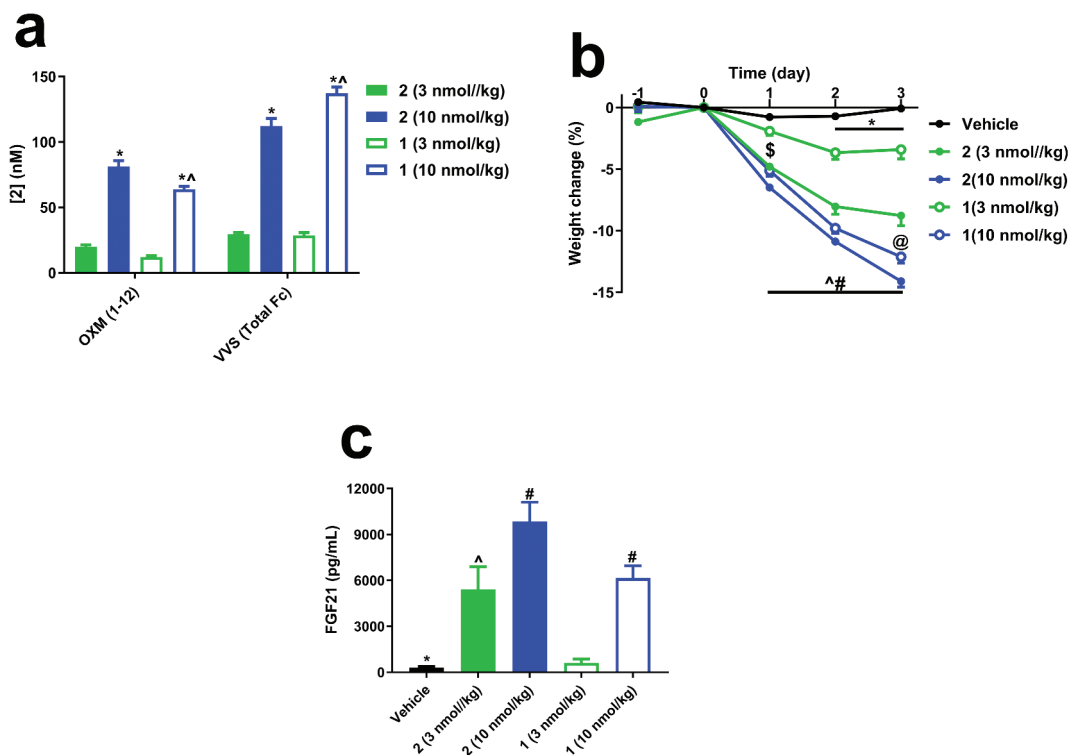 a
150
100
50
0
[2] (nM)
* *^ * *^
OXM (1-12)
VVS (Total Fc)
2 (3 nmol//kg)
2 (10 nmol/kg)
1 (3 nmol/kg)
1 (10 nmol/kg)
b
Time (day)
-1 0 1 2 3
0
-5
-10
-15
Weight change (%)
*
$
@
^#
Vehicle
2 (3 nmol//kg)
2(10 nmol/kg)
1(3 nmol/kg)
1(10 nmol/kg)
c
12000
9000
6000
3000
0
FGF21 (pg/mL)
* ^ # #
Vehicle
2 (3 nmol//kg)
2 (10 nmol/kg)
1 (3 nmol/kg)
1 (10 nmol/kg)